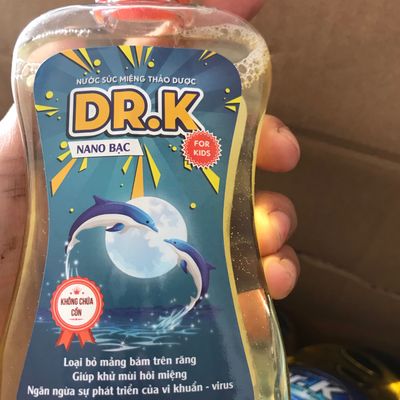 NƯỚC SÚC MIỆNG THẢO DƯỢC
DR.K
NANO BẠC
FOR
KIDS
KHÔNG CHỨA
CỒN
Loại bỏ mảng bám trên răng
Giúp khử mùi hôi miệng
Ngăn ngừa sự phát triển của vi khuẩn - virus
DR.K